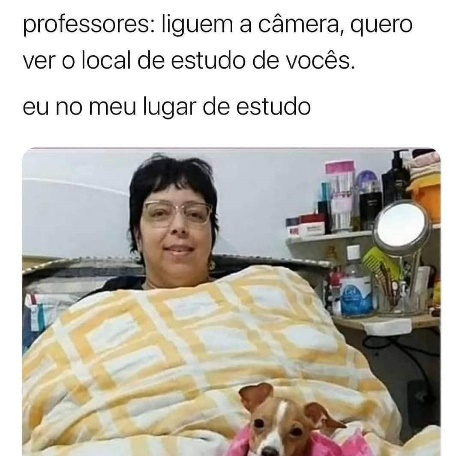 professores: liguem a câmera, quero
ver o local de estudo de vocês.
eu no meu lugar de estudo